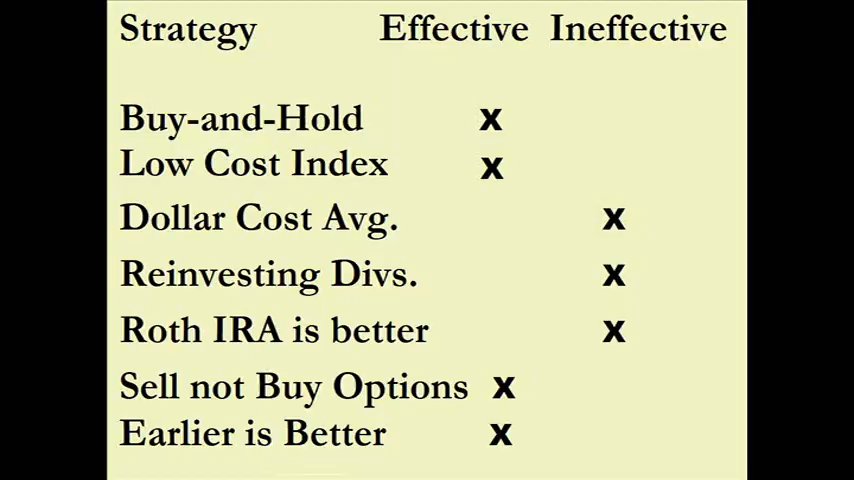 Strategy Effective Ineffective
Buy-and-Hold x
Low Cost Index x
Dollar Cost Avg. x
Reinvesting Divs. x
Roth IRA is better x
Sell not Buy Options x
Earlier is Better x